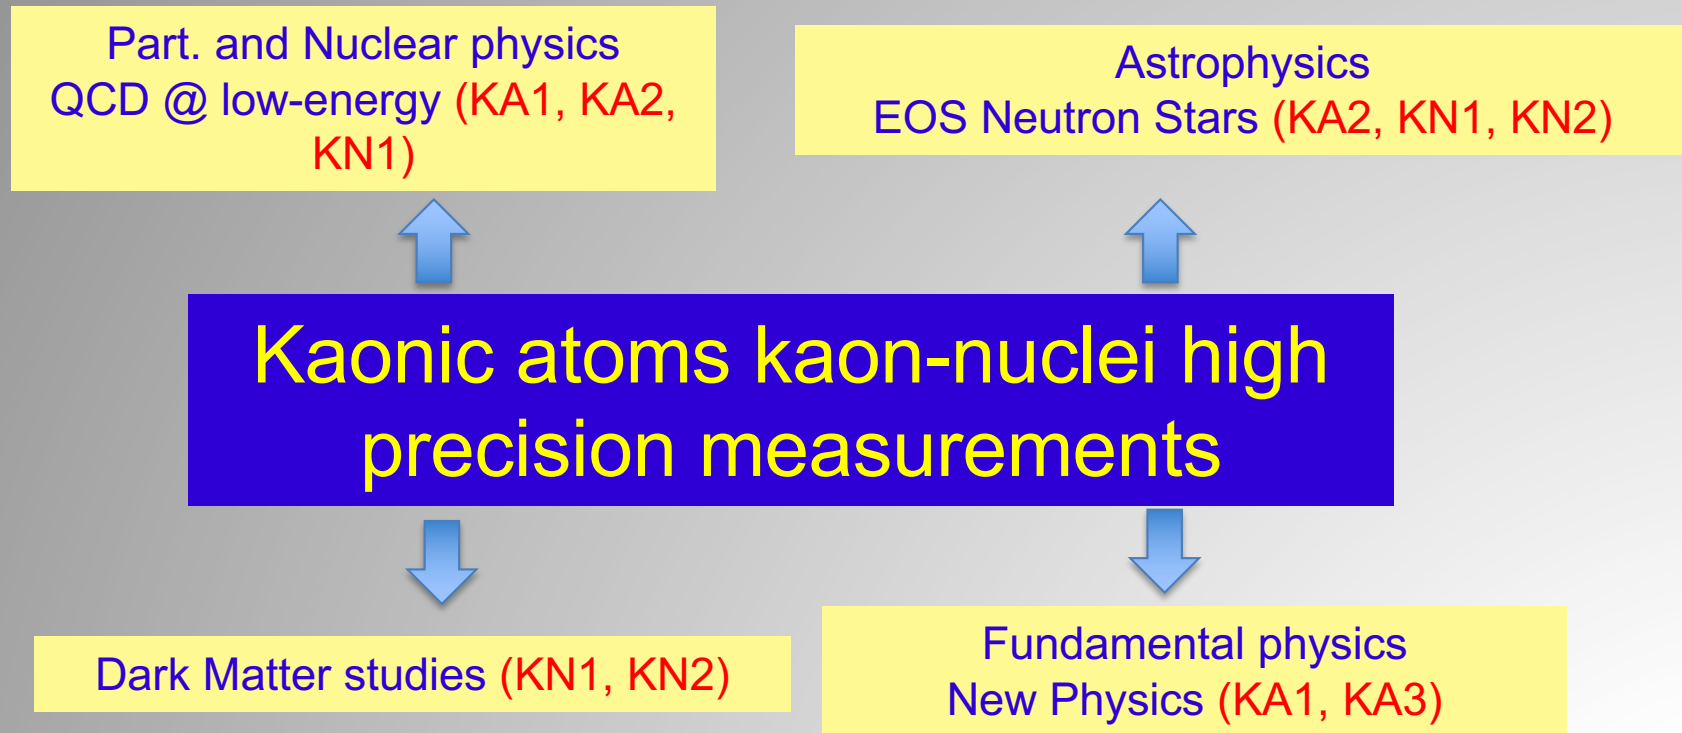 Part. and Nuclear physics
QCD @ low-energy (KA1, KA2,
KN1)
Astrophysics
EOS Neutron Stars (KA2, KN1, KN2)
Kaonic atoms kaon-nuclei high
precision measurements
Dark Matter studies (KN1, KN2)
Fundamental physics
New Physics (KA1, KA3)